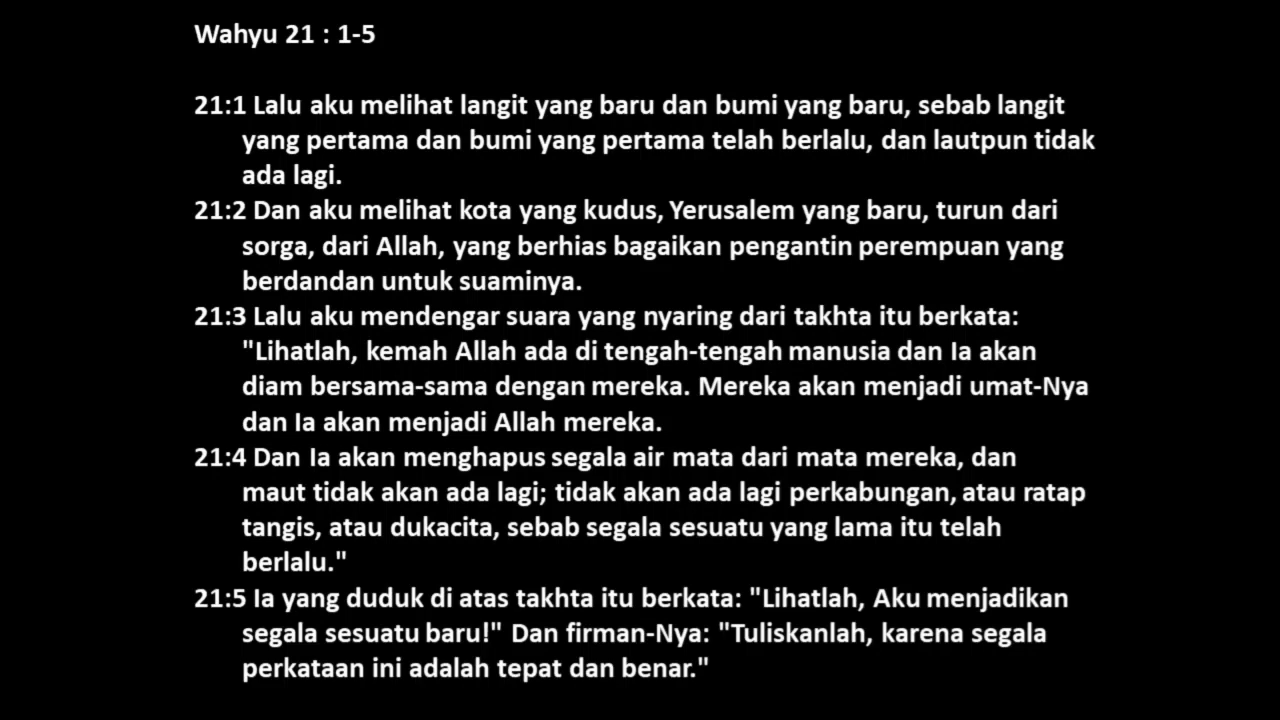 Wahyu 21 : 1-5
21:1 Lalu aku melihat langit yang baru dan bumi yang baru, sebab langit
yang pertama dan bumi yang pertama telah berlalu, dan lautpun tidak
ada lagi.
21:2 Dan aku melihat kota yang kudus, Yerusalem yang baru, turun dari
sorga, dari Allah, yang berhias bagaikan pengantin perempuan yang
berdandan untuk suaminya.
21:3 Lalu aku mendengar suara yang nyaring dari takhta itu berkata:
"Lihatlah, kemah Allah ada di tengah-tengah manusia dan Ia akan
diam bersama-sama dengan mereka. Mereka akan menjadi umat-Nya
dan Ia akan menjadi Allah mereka.
21:4 Dan Ia akan menghapus segala air mata dari mata mereka, dan
maut tidak akan ada lagi; tidak akan ada lagi perkabungan, atau ratap
tangis, atau dukacita, sebab segala sesuatu yang lama itu telah
berlalu."
21:5 Ia yang duduk di atas takhta itu berkata: "Lihatlah, Aku menjadikan
segala sesuatu baru!" Dan firman-Nya: "Tuliskanlah, karena segala
perkataan ini adalah tepat dan benar."